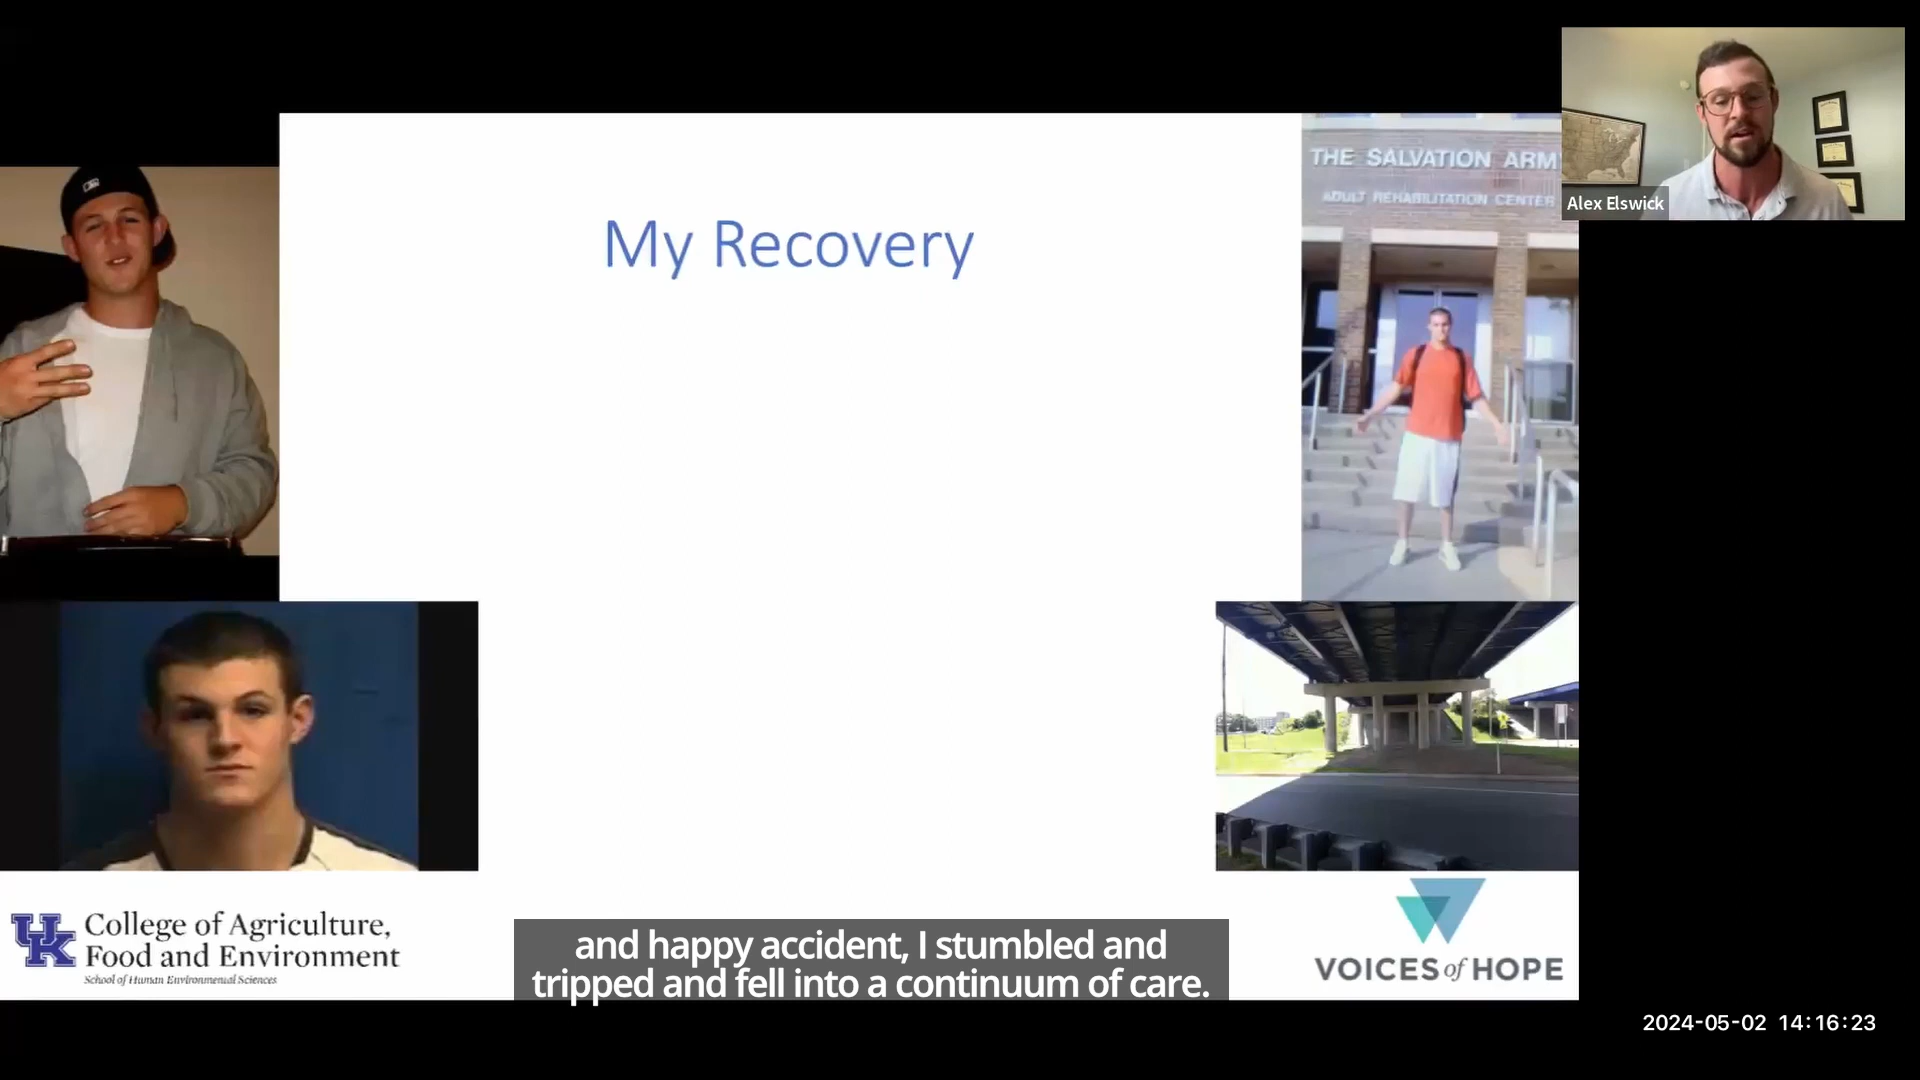 THE SALVATION ARM
ADULT REHABILITATION CENTER
Alex Elswick
My Recovery
UK
College of Agriculture,
Food and Environment
School of Human Environmental Sciences
and happy accident, I stumbled and
tripped and fell into a continuum of care.
VOICES of HOPE
2024-05-02 14:16:23